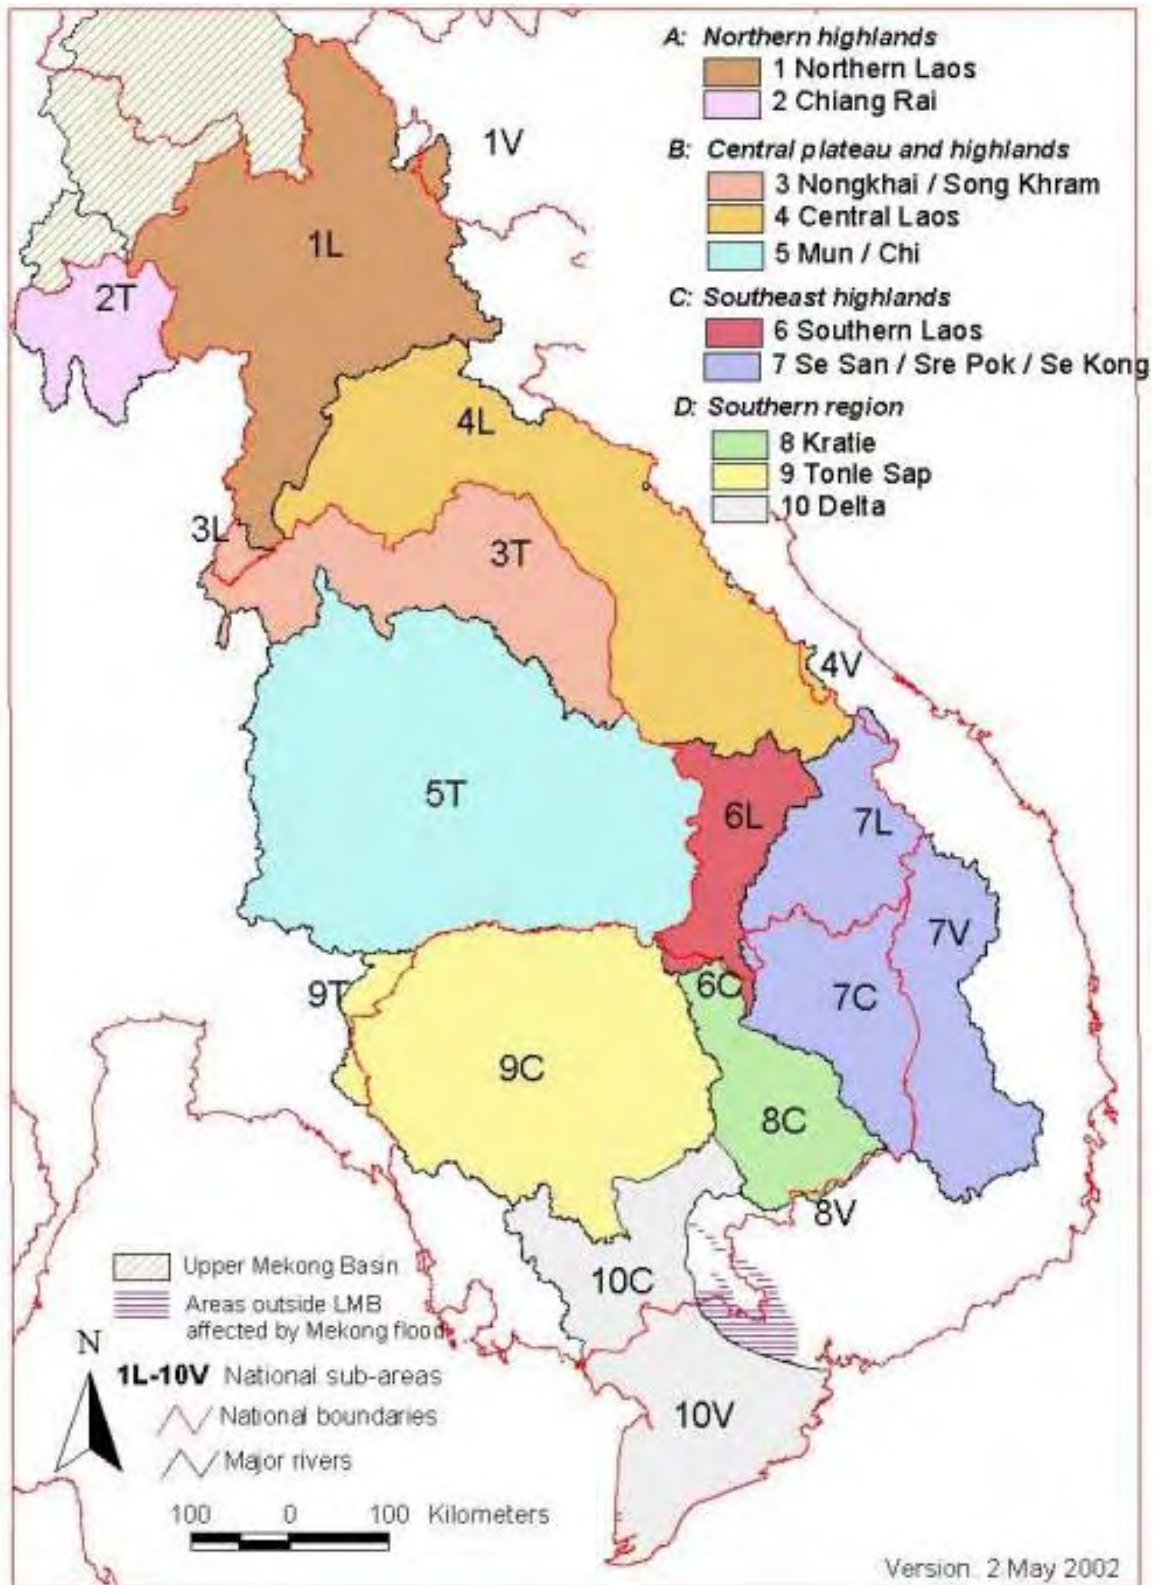 A: Northern highlands
1 Northern Laos
2 Chiang Rai
B: Central plateau and highlands
3 Nongkhai / Song Khram
4 Central Laos
5 Mun / Chi
C: Southeast highlands
6 Southern Laos
7 Se San / Sre Pok / Se Kong
D: Southern region
8 Kratie
9 Tonle Sap
10 Delta
1V
1L
2T
4L
3L
3T
4V
5T
6L
7L
7V
9T
6C
7C
9C
8C
8V
10C
10V
Upper Mekong Basin
Areas outside LMB
affected by Mekong flood
N
1L-10V National sub-areas
National boundaries
Major rivers
100 0 100 Kilometers
Version 2 May 2002